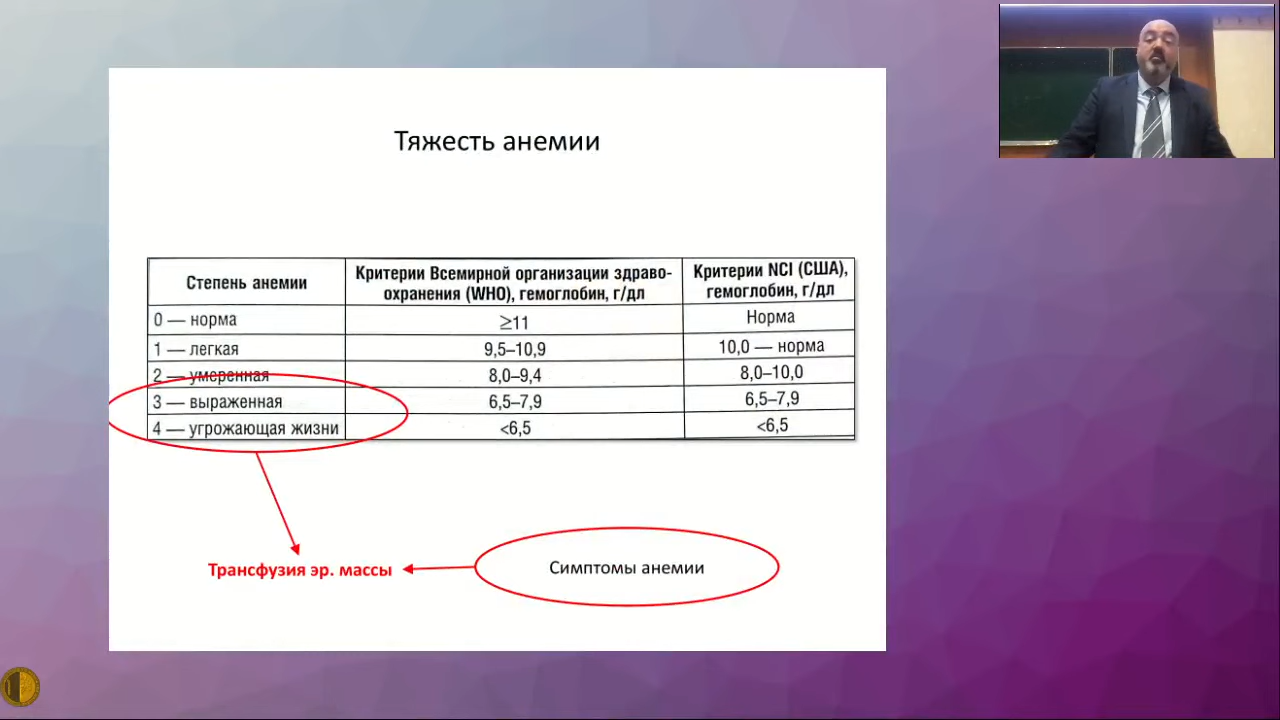 Тяжесть анемии
Степень анемии
Критерии Всемирной организации здраво-
охранения (WHO), гемоглобин, г/дл
Критерии NCI (США),
гемоглобин, г/дл
0 — норма ≥11 Норма
1 — легкая 9,5–10,9 10,0 — норма
2 — умеренная 8,0–9,4 8,0–10,0
3 — выраженная 6,5–7,9 6,5–7,9
4 — угрожающая жизни <6,5 <6,5
Трансфузия эр. массы
Симптомы анемии